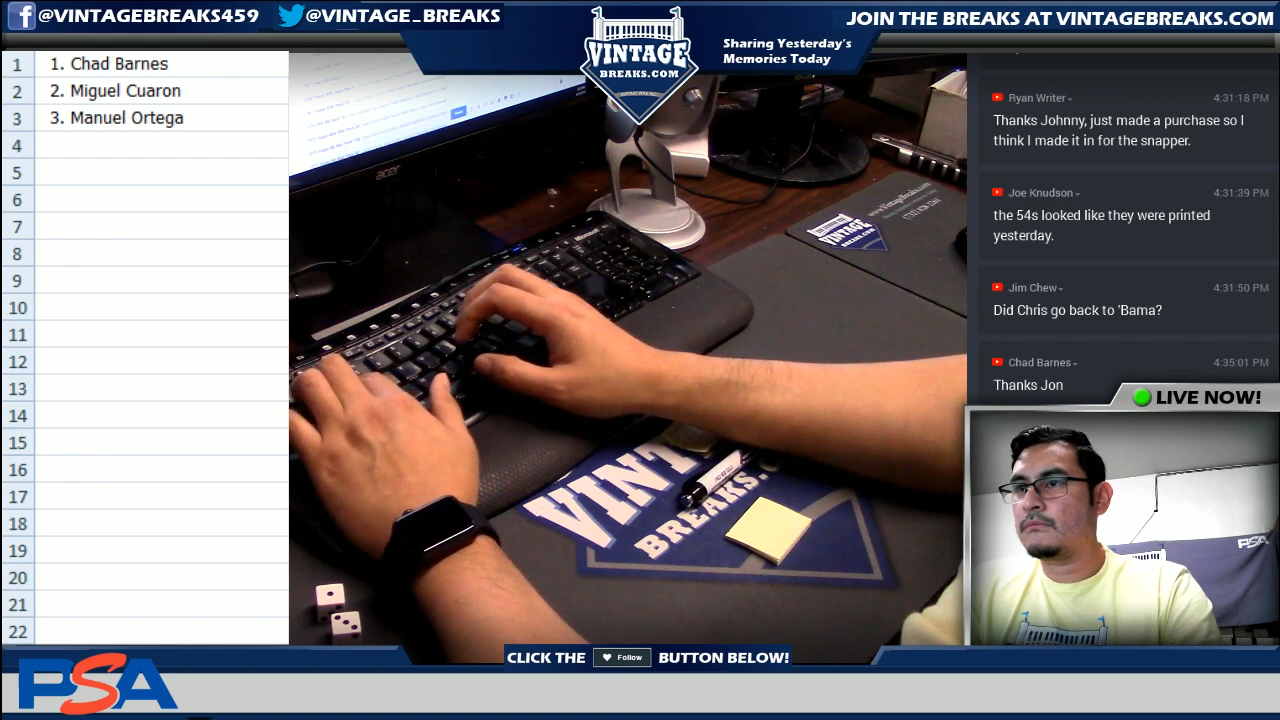 @VINTAGEBREAKS459
@VINTAGE_BREAKS
JOIN THE BREAKS AT VINTAGEBREAKS.COM
VINTAGE
BREAKS.COM
Sharing Yesterday's
Memories Today
1 1. Chad Barnes
2 2. Miguel Cuaron
3 3. Manuel Ortega
4
5
6
7
8
9
10
11
12
13
14
15
16
17
18
19
20
21
22
acer
VINTAGE
BREAKS.COM
VINT
BREAKS.C
Ryan Writer 4:31:18 PM
Thanks Johnny, just made a purchase so I
think I made it in for the snapper.
Joe Knudson 4:31:39 PM
the 54s looked like they were printed
yesterday.
Jim Chew 4:31:50 PM
Did Chris go back to 'Bama?
Chad Barnes 4:35:01 PM
Thanks Jon
LIVE NOW!
PSA
CLICK THE Follow BUTTON BELOW!
PSA